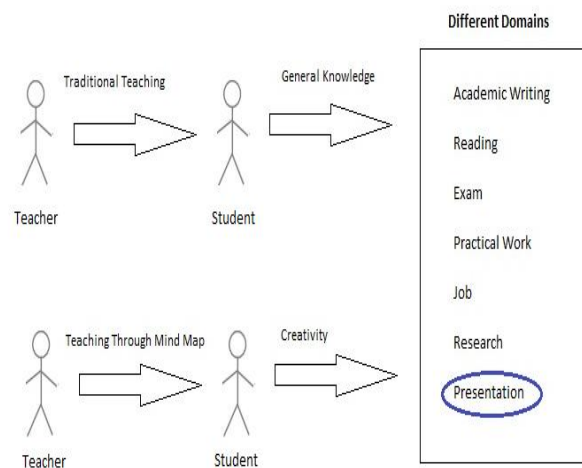 Different Domains
Traditional Teaching
General Knowledge
Academic Writing
Reading
Exam
Teacher
Student
Practical Work
Job
Teaching Through Mind Map
Creativity
Research
Presentation
Teacher
Student